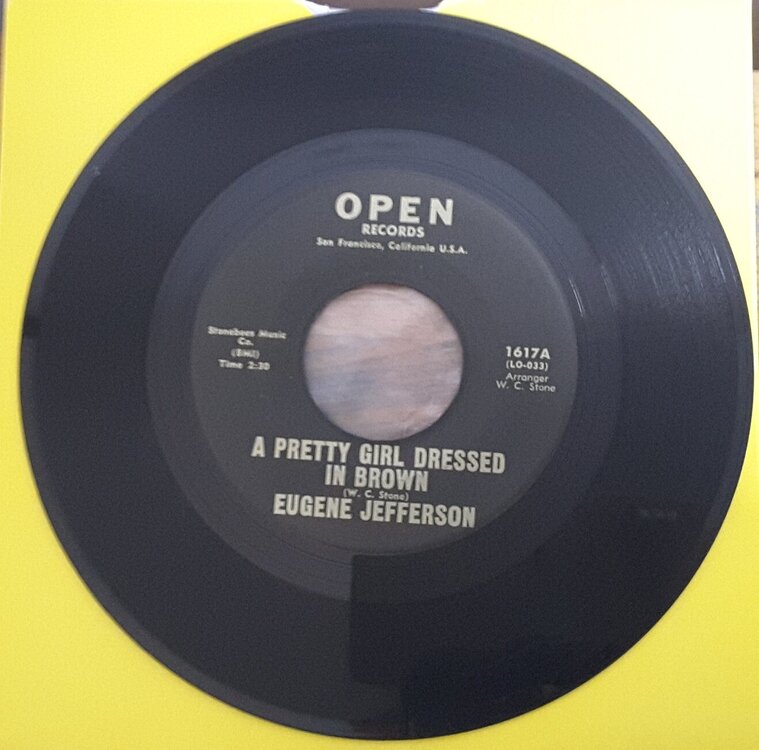 OPEN
RECORDS
San Francisco, California U.S.A.
Stonebees Music
Co.
(BMI)
Time 2:30
1617A
(LO-033)
Arranger
W. C. Stone
A PRETTY GIRL DRESSED
IN BROWN
(W. C. Stone)
EUGENE JEFFERSON